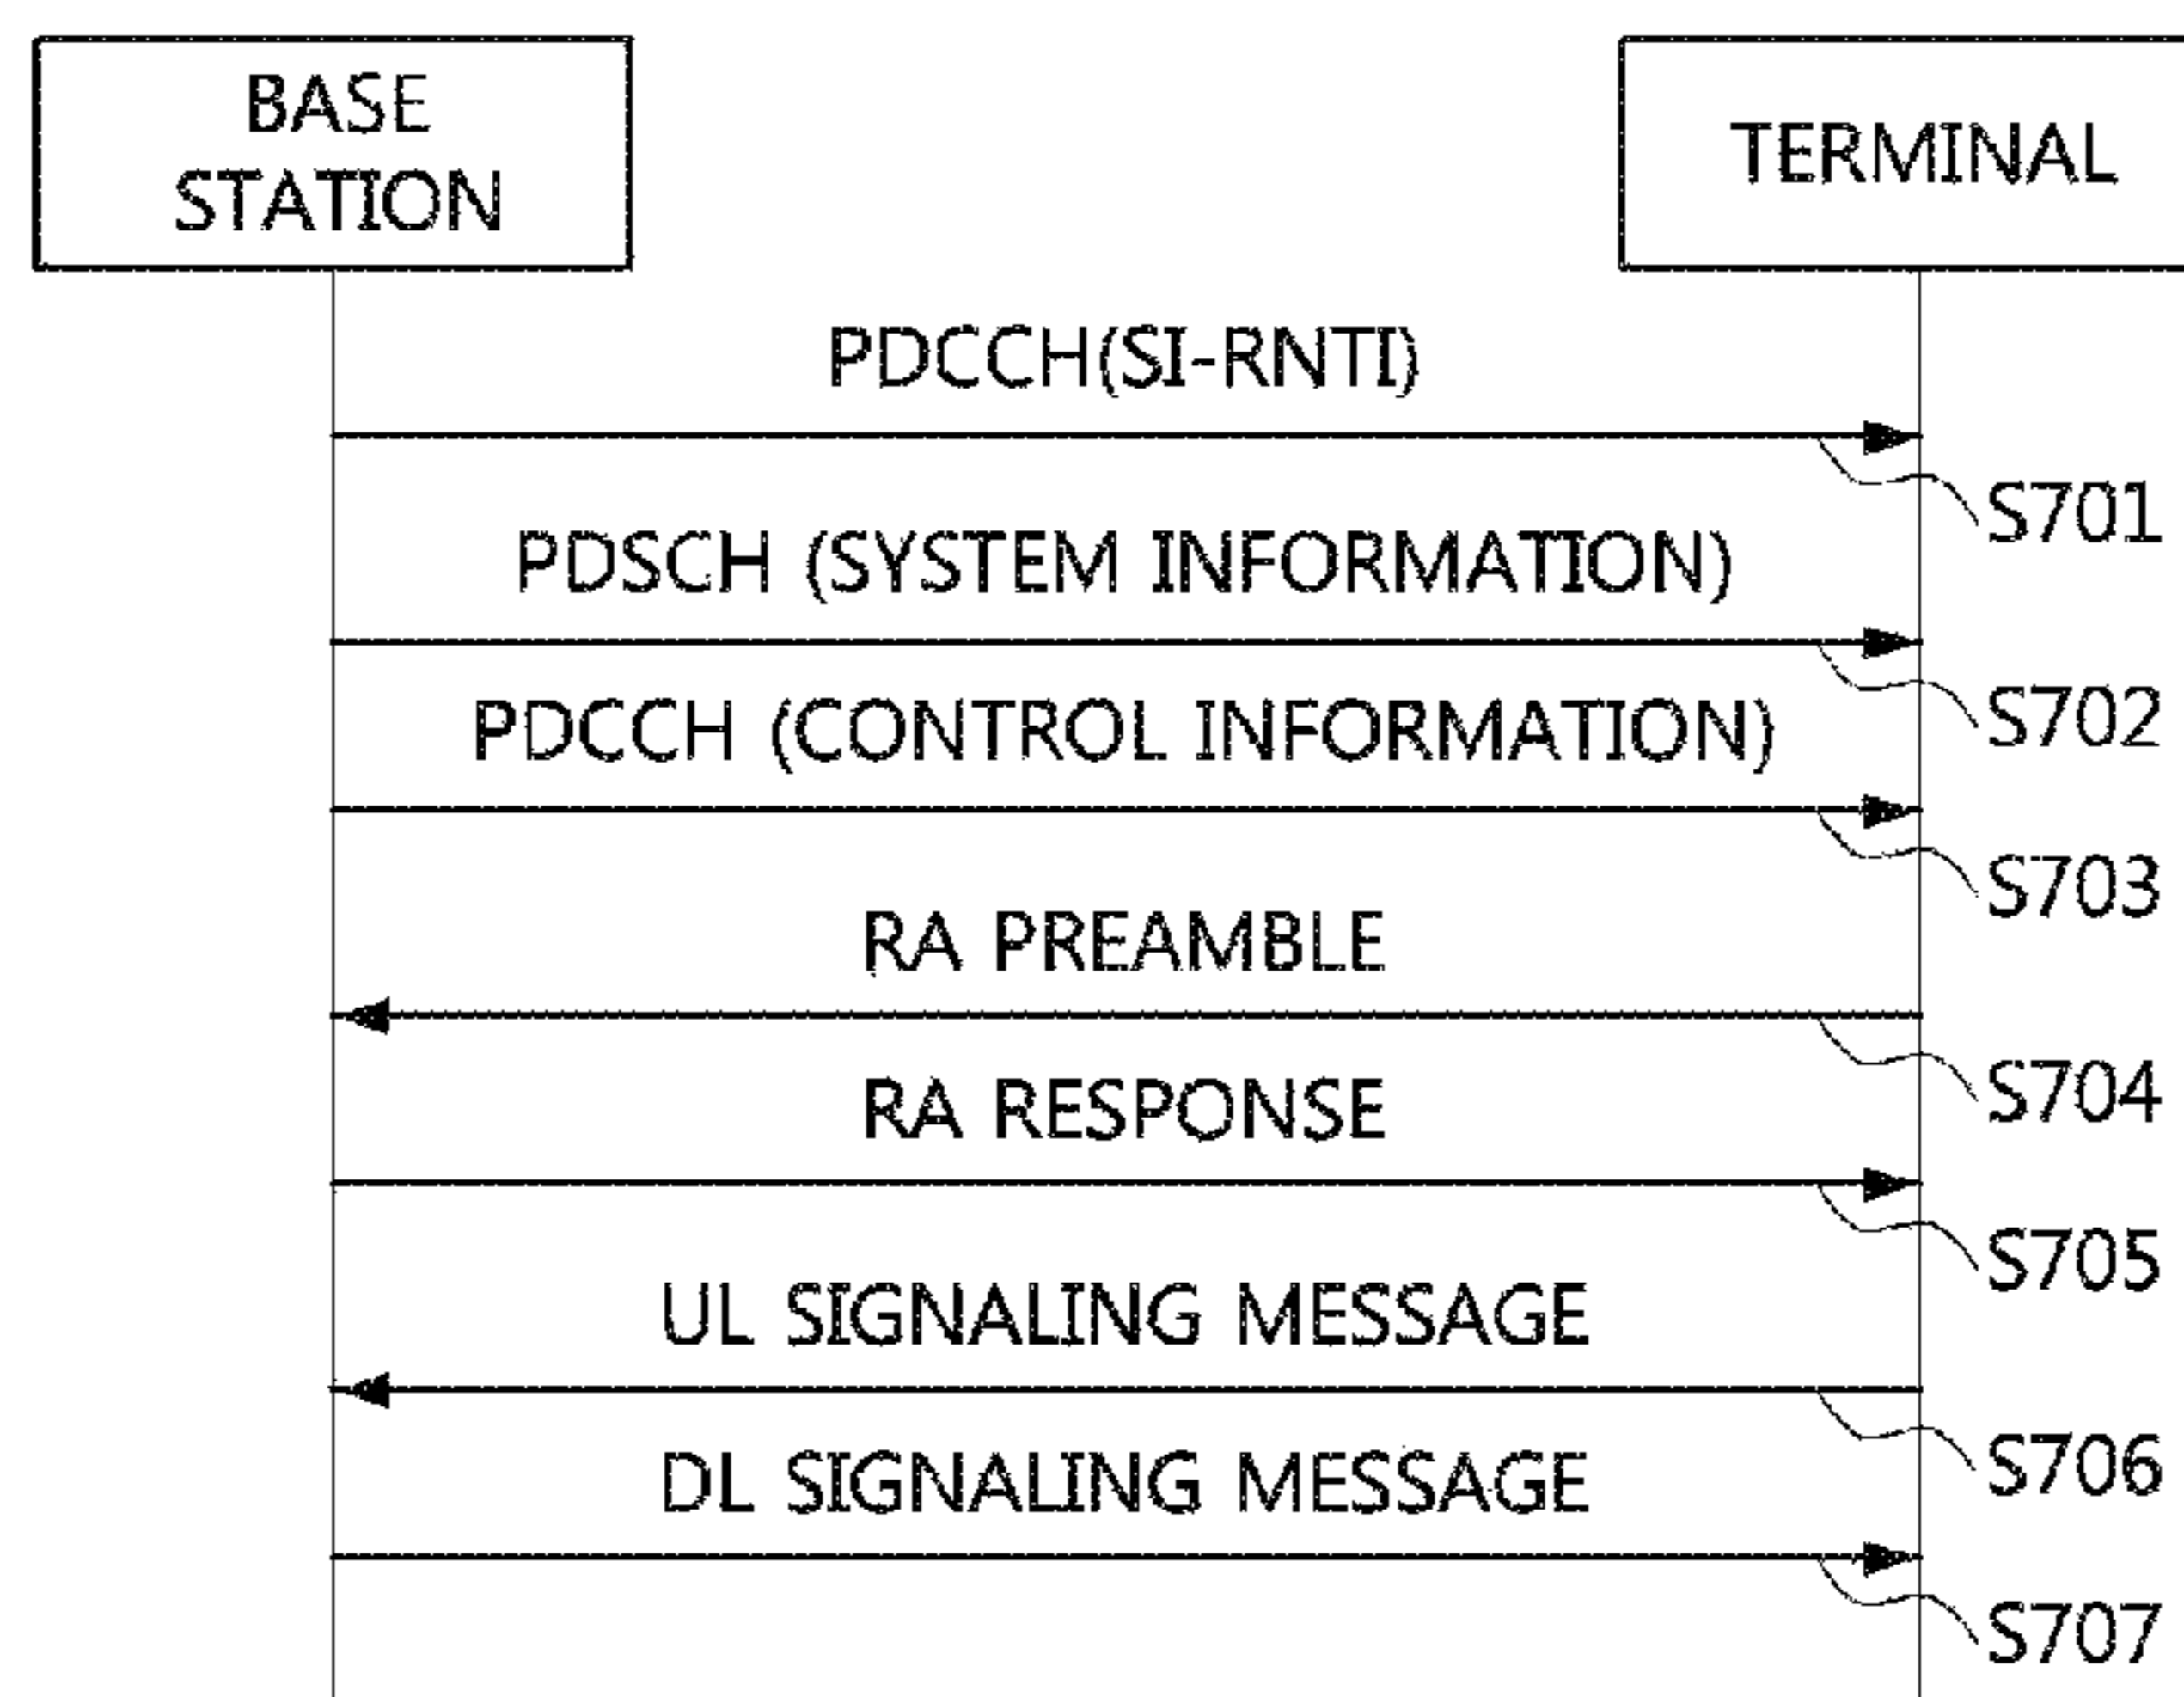 BASE
STATION
TERMINAL
PDCCH(SI-RNTI)
S701
PDSCH (SYSTEM INFORMATION)
S702
PDCCH (CONTROL INFORMATION)
S703
RA PREAMBLE
S704
RA RESPONSE
S705
UL SIGNALING MESSAGE
S706
DL SIGNALING MESSAGE
S707